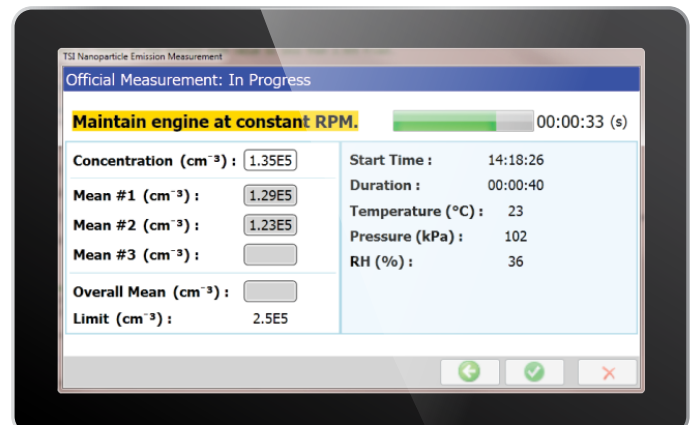 TSI Nanoparticle Emission Measurement
Official Measurement: In Progress
Maintain engine at constant RPM. 00:00:33 (s)
Concentration (cm⁻³) : 1.35E5
Mean #1 (cm⁻³) : 1.29E5
Mean #2 (cm⁻³) : 1.23E5
Mean #3 (cm⁻³) :
Overall Mean (cm⁻³) :
Limit (cm⁻³) : 2.5E5
Start Time : 14:18:26
Duration : 00:00:40
Temperature (°C) : 23
Pressure (kPa) : 102
RH (%) : 36